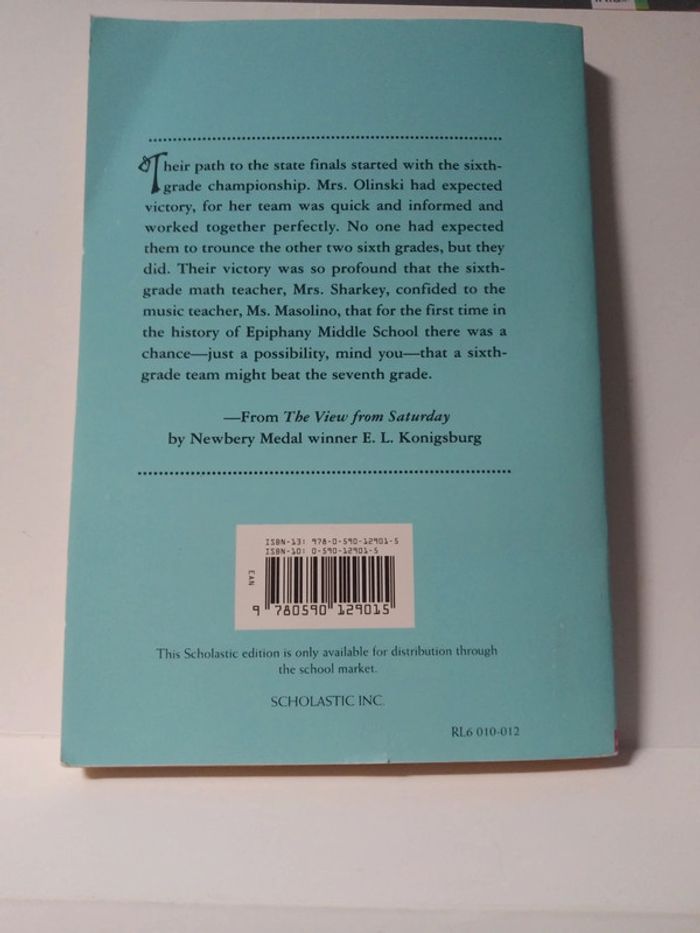 Their path to the state finals started with the sixth-
grade championship. Mrs. Olinski had expected
victory, for her team was quick and informed and
worked together perfectly. No one had expected
them to trounce the other two sixth grades, but they
did. Their victory was so profound that the sixth-
grade math teacher, Mrs. Sharkey, confided to the
music teacher, Ms. Masolino, that for the first time in
the history of Epiphany Middle School there was a
chance—just a possibility, mind you—that a sixth-
grade team might beat the seventh grade.
—From The View from Saturday
by Newbery Medal winner E. L. Konigsburg
ISBN-13: 978-0-590-12901-5
ISBN-10: 0-590-12901-5
EAN
9 780590 129015
This Scholastic edition is only available for distribution through
the school market.
SCHOLASTIC INC.
RL6 010-012